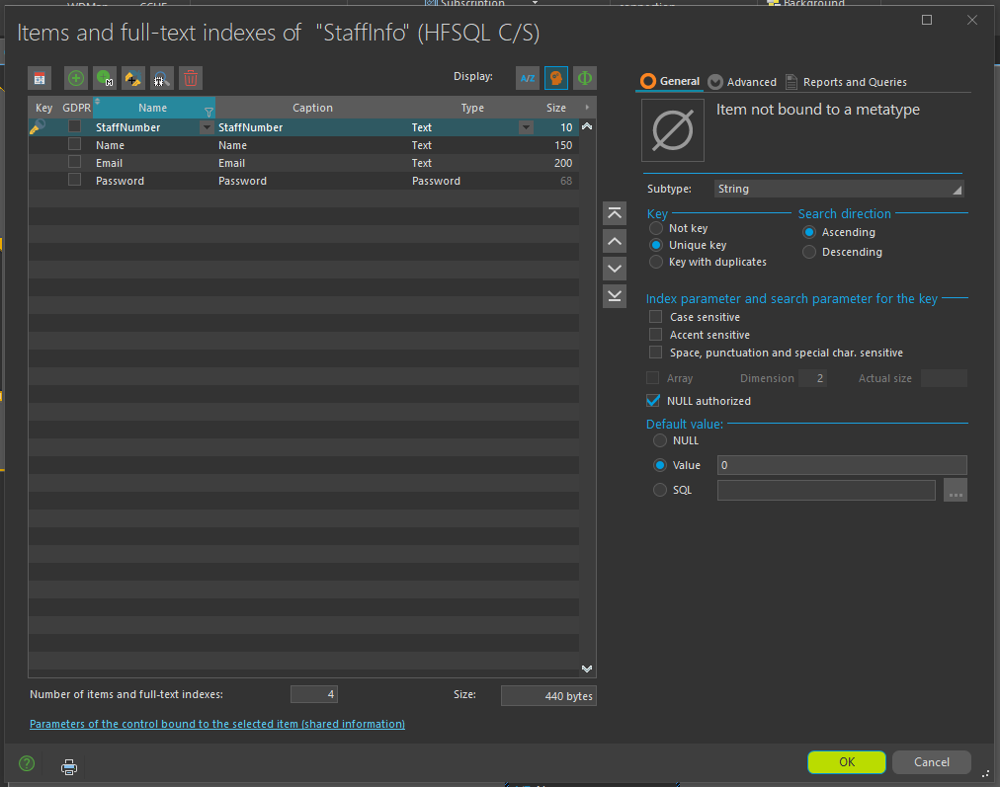 Subscription
Background
Items and full-text indexes of "StaffInfo" (HFSQL C/S)
Display:
A/Z
General Advanced Reports and Queries
Key GDPR Name Caption Type Size
StaffNumber StaffNumber Text 10
Name Name Text 150
Email Email Text 200
Password Password Password 68
Item not bound to a metatype
Subtype: String
Key
Not key
Unique key
Key with duplicates
Search direction
Ascending
Descending
Index parameter and search parameter for the key
Case sensitive
Accent sensitive
Space, punctuation and special char. sensitive
Array Dimension 2 Actual size
NULL authorized
Default value:
NULL
Value 0
SQL
...
Number of items and full-text indexes: 4 Size: 440 bytes
Parameters of the control bound to the selected item (shared information)
? OK Cancel